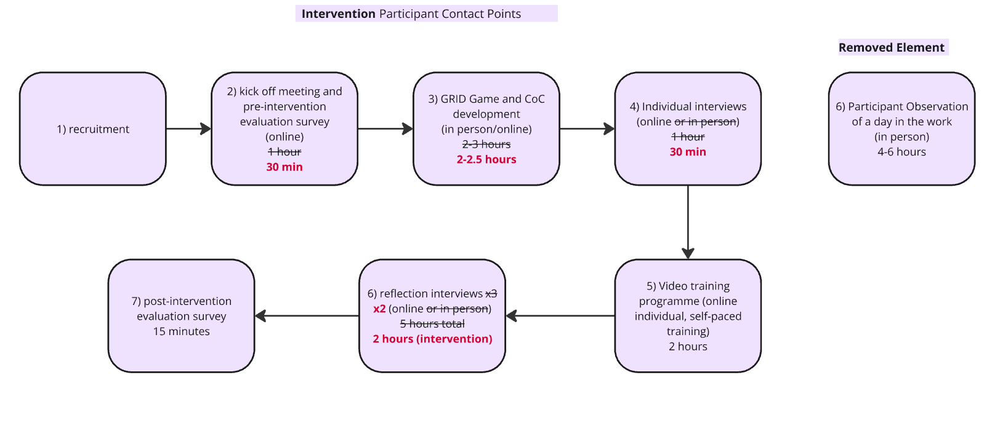 Intervention Participant Contact Points
Removed Element
1) recruitment
2) kick off meeting and
pre-intervention
evaluation survey
(online)
1 hour
30 min
3) GRID Game and CoC
development
(in person/online)
2-3 hours
2-2.5 hours
4) Individual interviews
(online or in person)
1 hour
30 min
6) Participant Observation
of a day in the work
(in person)
4-6 hours
7) post-intervention
evaluation survey
15 minutes
6) reflection interviews x3
x2 (online or in person)
5 hours total
2 hours (intervention)
5) Video training
programme (online
individual, self-paced
training)
2 hours